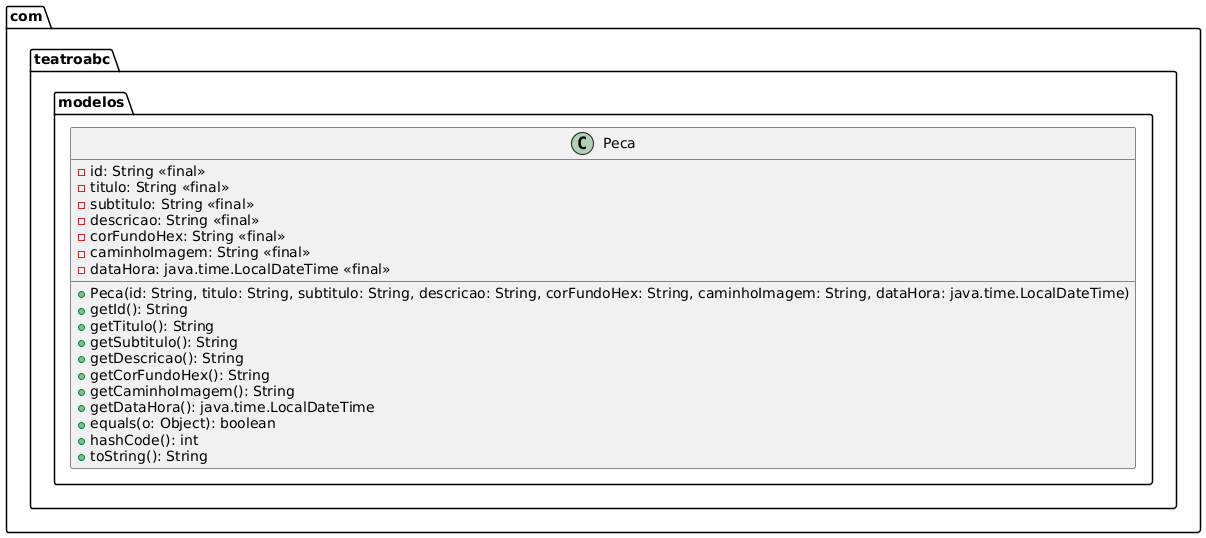 com
teatroabc
modelos
C Peca
id: String «final»
titulo: String «final»
subtitulo: String «final»
descricao: String «final»
corFundoHex: String «final»
caminhoImagem: String «final»
dataHora: java.time.LocalDateTime «final»
Peca(id: String, titulo: String, subtitulo: String, descricao: String, corFundoHex: String, caminhoImagem: String, dataHora: java.time.LocalDateTime)
getId(): String
getTitulo(): String
getSubtitulo(): String
getDescricao(): String
getCorFundoHex(): String
getCaminhoImagem(): String
getDataHora(): java.time.LocalDateTime
equals(o: Object): boolean
hashCode(): int
toString(): String